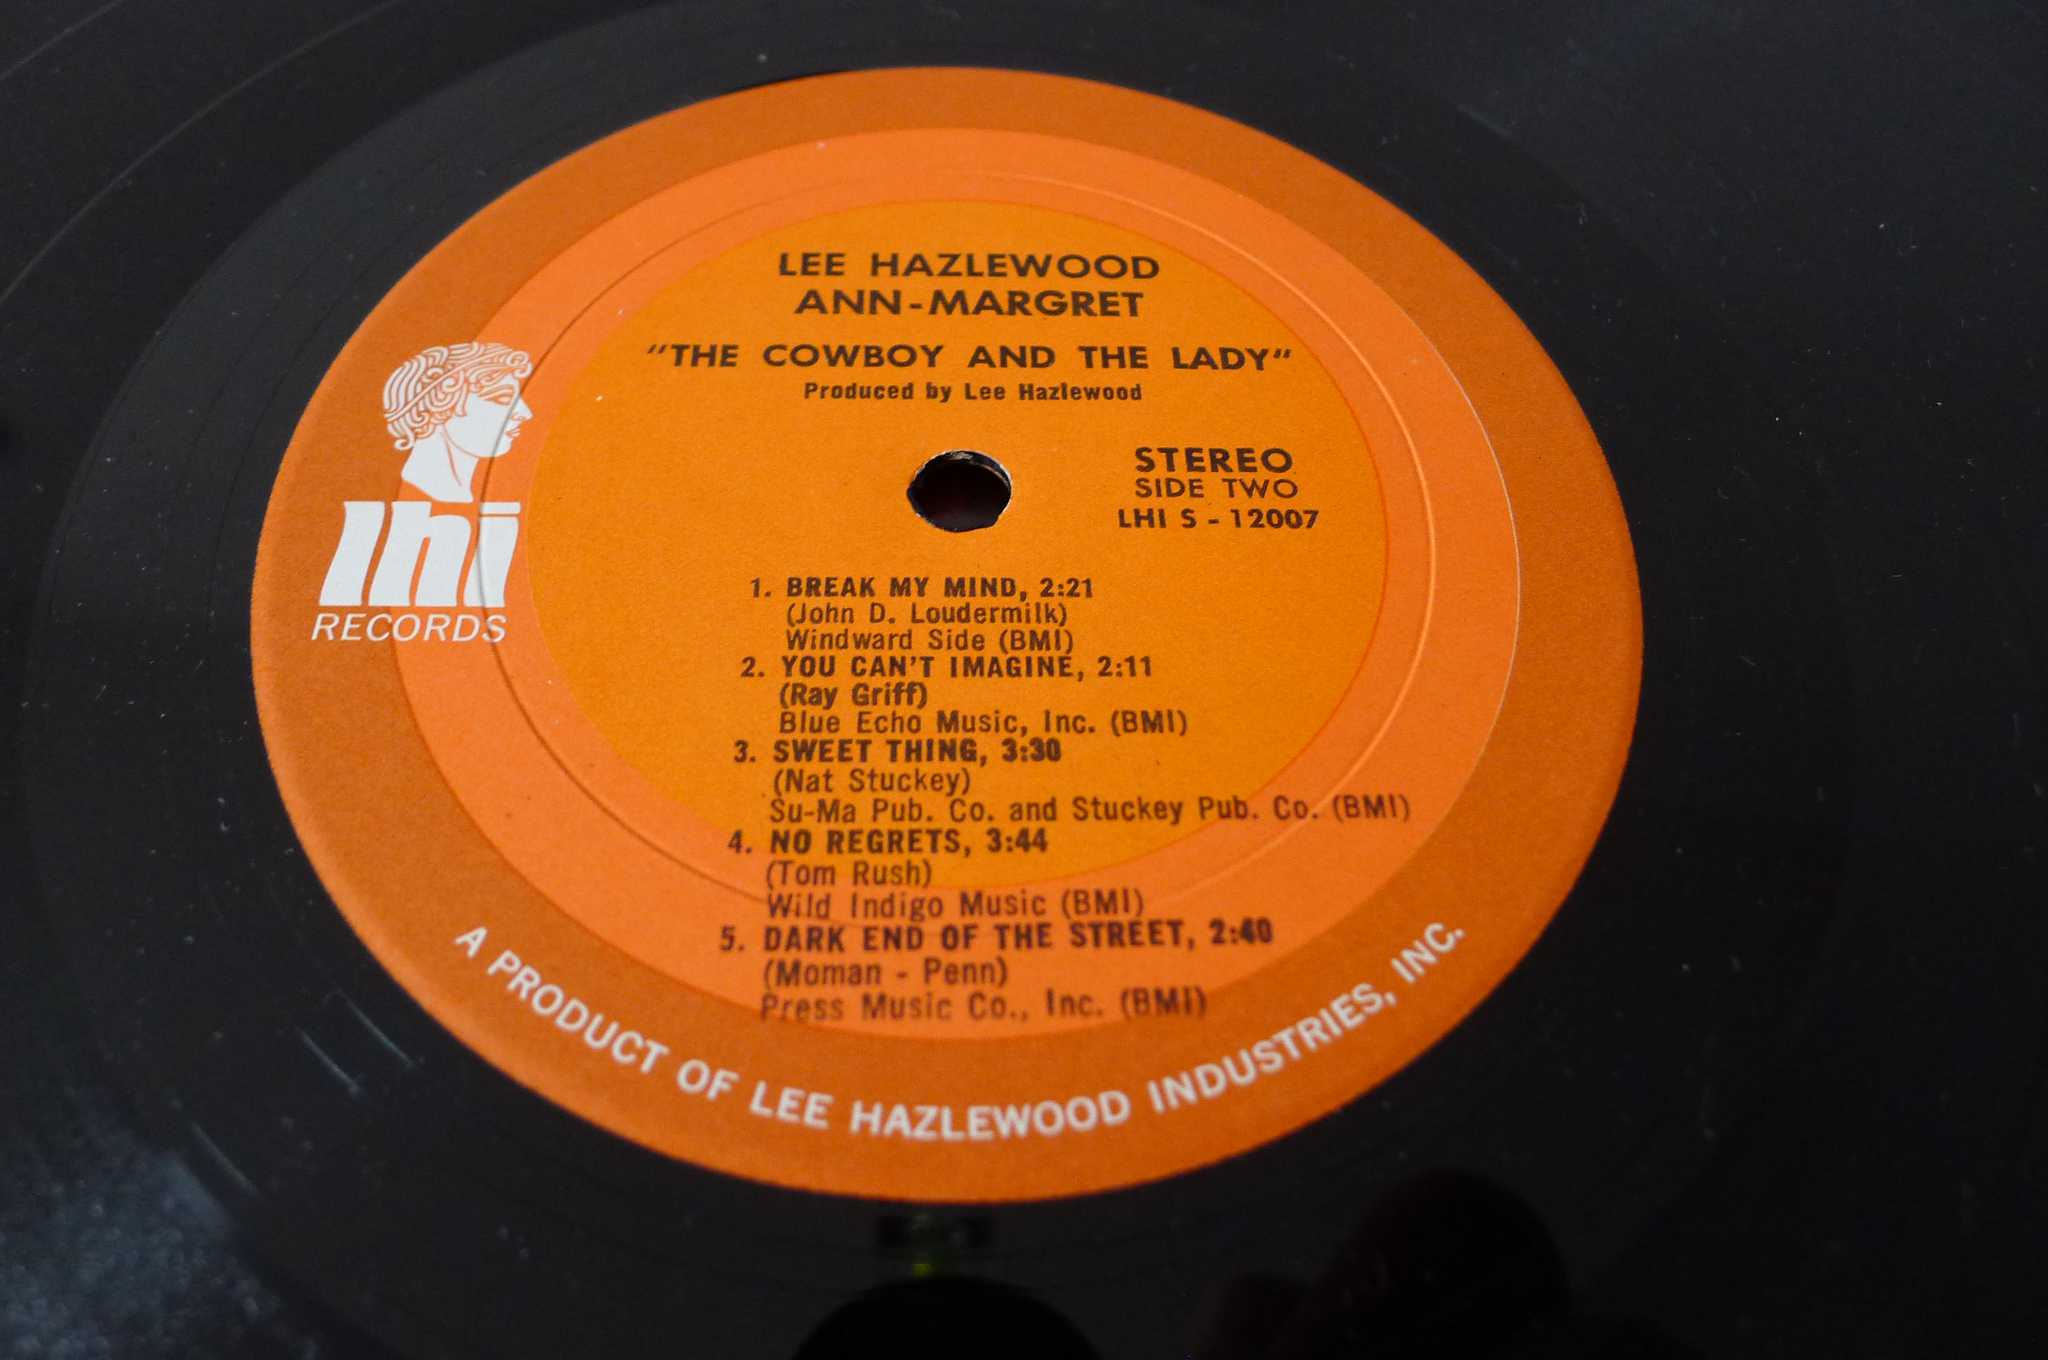 LEE HAZLEWOOD
ANN-MARGRET
"THE COWBOY AND THE LADY"
Produced by Lee Hazlewood
STEREO
SIDE TWO
LHI S - 12007
lhi
RECORDS
1. BREAK MY MIND, 2:21
(John D. Loudermilk)
Windward Side (BMI)
2. YOU CAN'T IMAGINE, 2:11
(Ray Griff)
Blue Echo Music, Inc. (BMI)
3. SWEET THING, 3:30
(Nat Stuckey)
Su-Ma Pub. Co. and Stuckey Pub. Co. (BMI)
4. NO REGRETS, 3:44
(Tom Rush)
Wild Indigo Music (BMI)
5. DARK END OF THE STREET, 2:40
(Moman - Penn)
Press Music Co., Inc. (BMI)
A PRODUCT OF LEE HAZLEWOOD INDUSTRIES, INC.